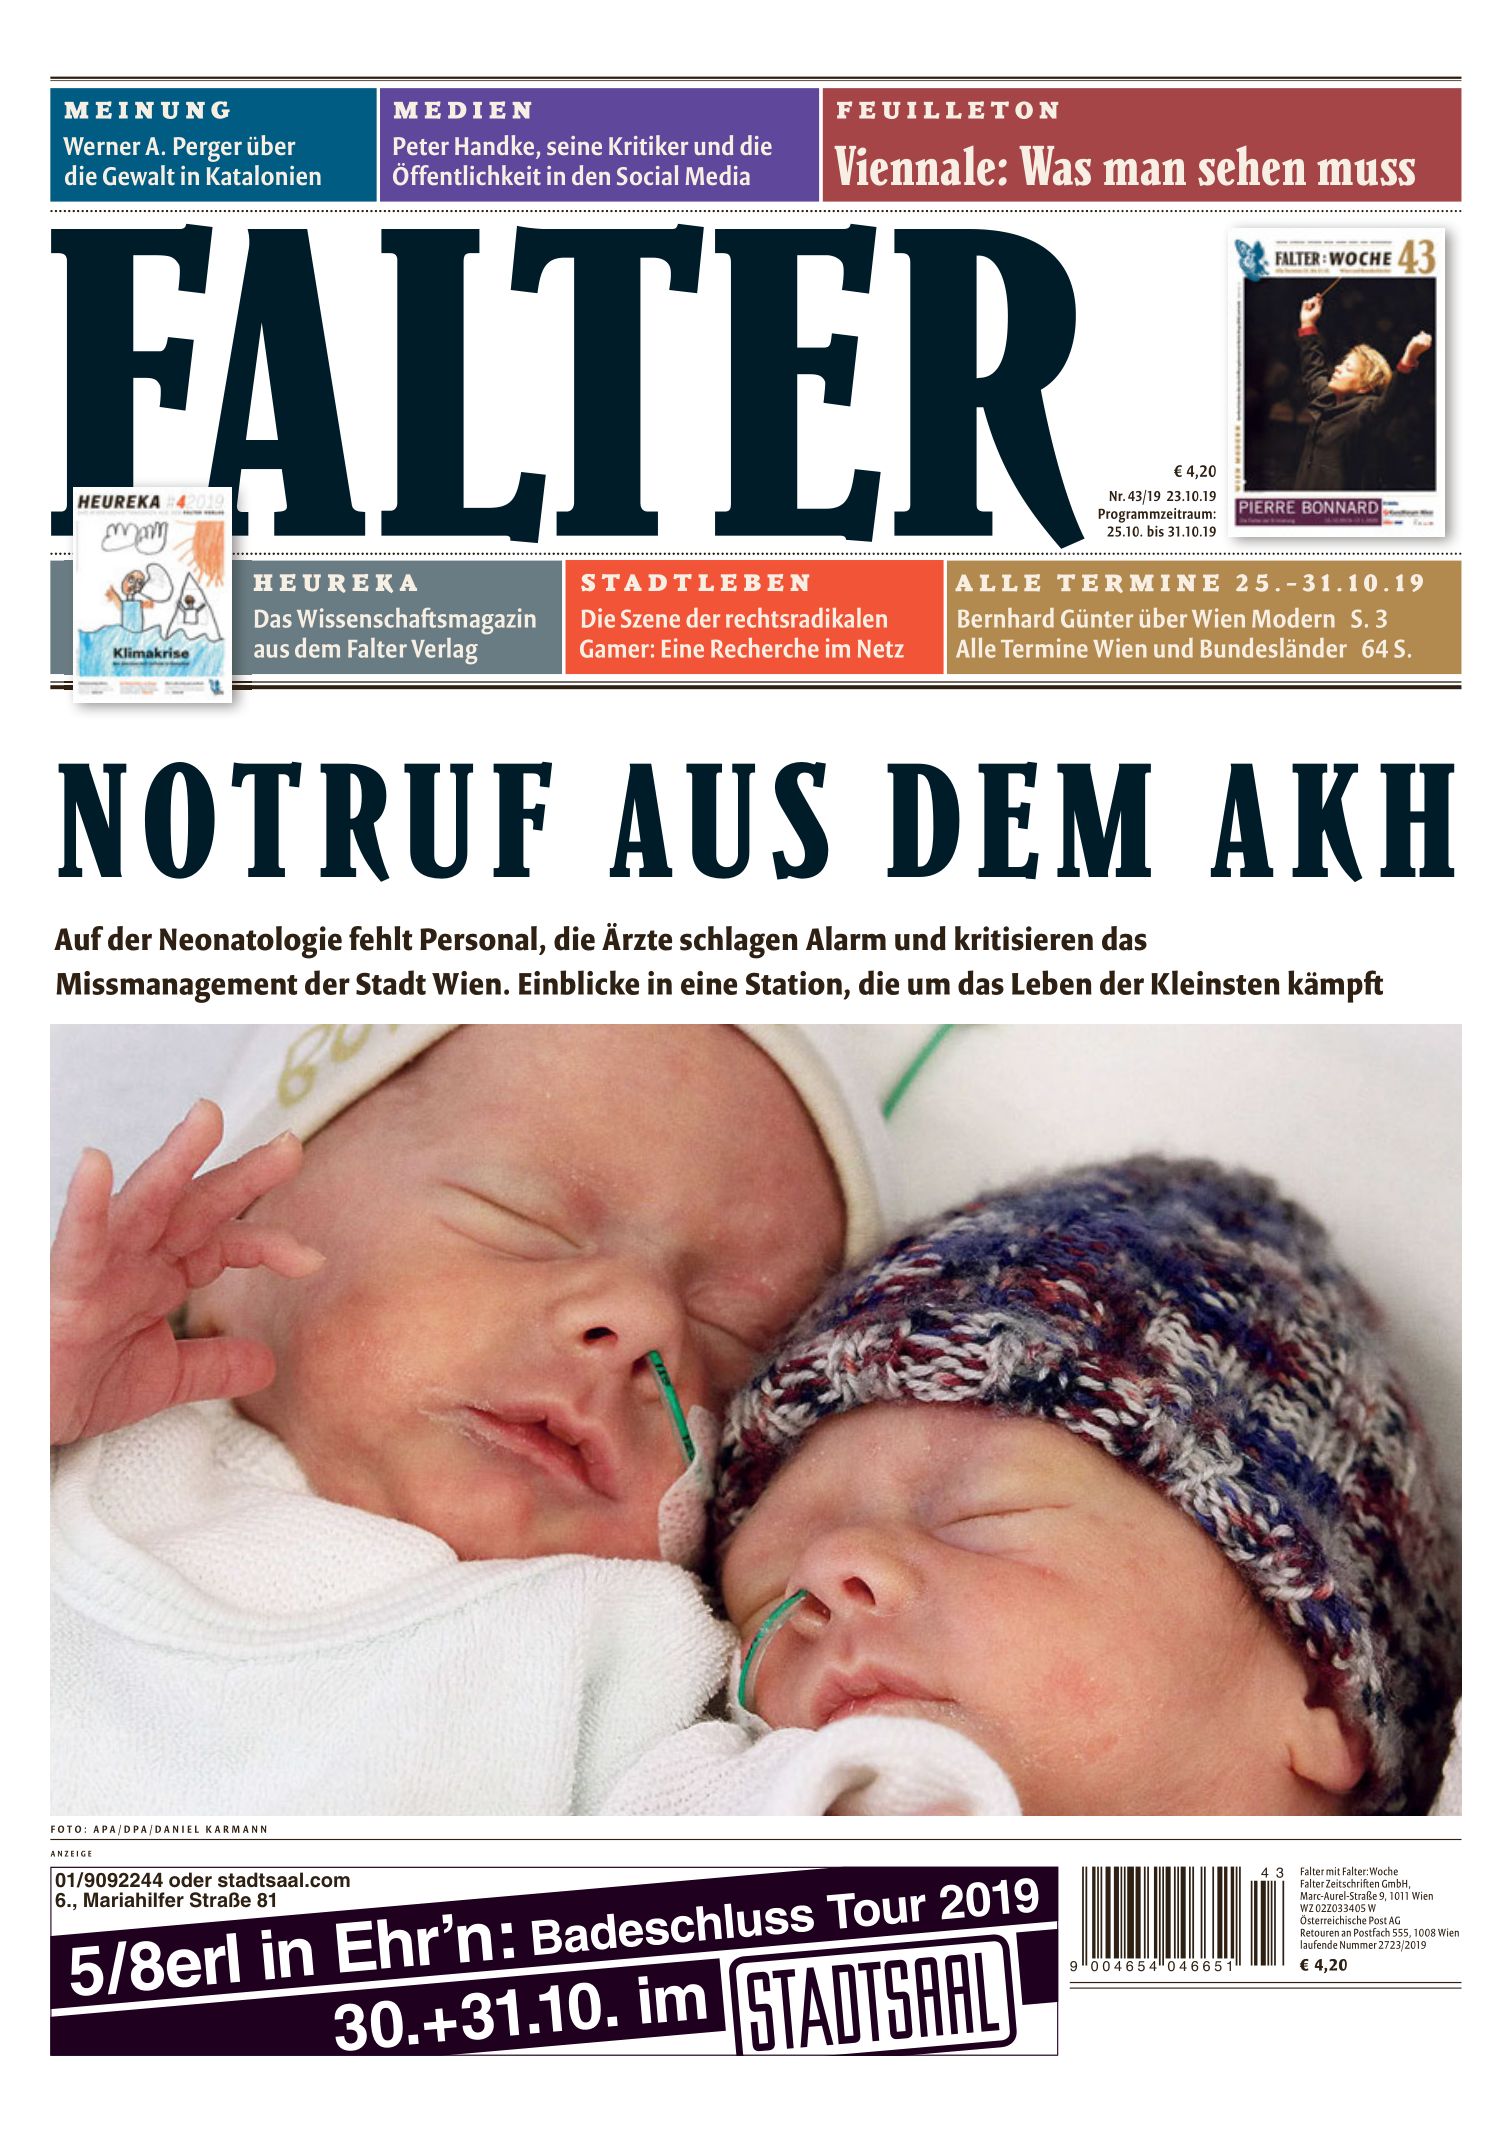 MEINUNG
Werner A. Perger über
die Gewalt in Katalonien
MEDIEN
Peter Handke, seine Kritiker und die
Öffentlichkeit in den Social Media
FEUILLETON
Viennale: Was man sehen muss
FALTER
FALTER:WOCHE 43
PIERRE BONNARD
€ 4,20
Nr. 43/19 23.10.19
Programmzeitraum:
25.10. bis 31.10.19
HEUREKA #42019
Klimakrise
HEUREKA
Das Wissenschaftsmagazin
aus dem Falter Verlag
STADTLEBEN
Die Szene der rechtsradikalen
Gamer: Eine Recherche im Netz
ALLE TERMINE 25.–31.10.19
Bernhard Günter über Wien Modern S. 3
Alle Termine Wien und Bundesländer 64 S.
NOTRUF AUS DEM AKH
Auf der Neonatologie fehlt Personal, die Ärzte schlagen Alarm und kritisieren das
Missmanagement der Stadt Wien. Einblicke in eine Station, die um das Leben der Kleinsten kämpft
FOTO: APA/DPA/DANIEL KARMANN
ANZEIGE
01/9092244 oder stadtsaal.com
6., Mariahilfer Straße 81
5/8erl in Ehr'n: Badeschluss Tour 2019
30.+31.10. im STADTSAAL
43
9 004654 046651
Falter mit Falter:Woche
Falter Zeitschriften GmbH,
Marc-Aurel-Straße 9, 1011 Wien
WZ 02Z033405 W
Österreichische Post AG
Retouren an Postfach 555, 1008 Wien
laufende Nummer 2723/2019
€ 4,20